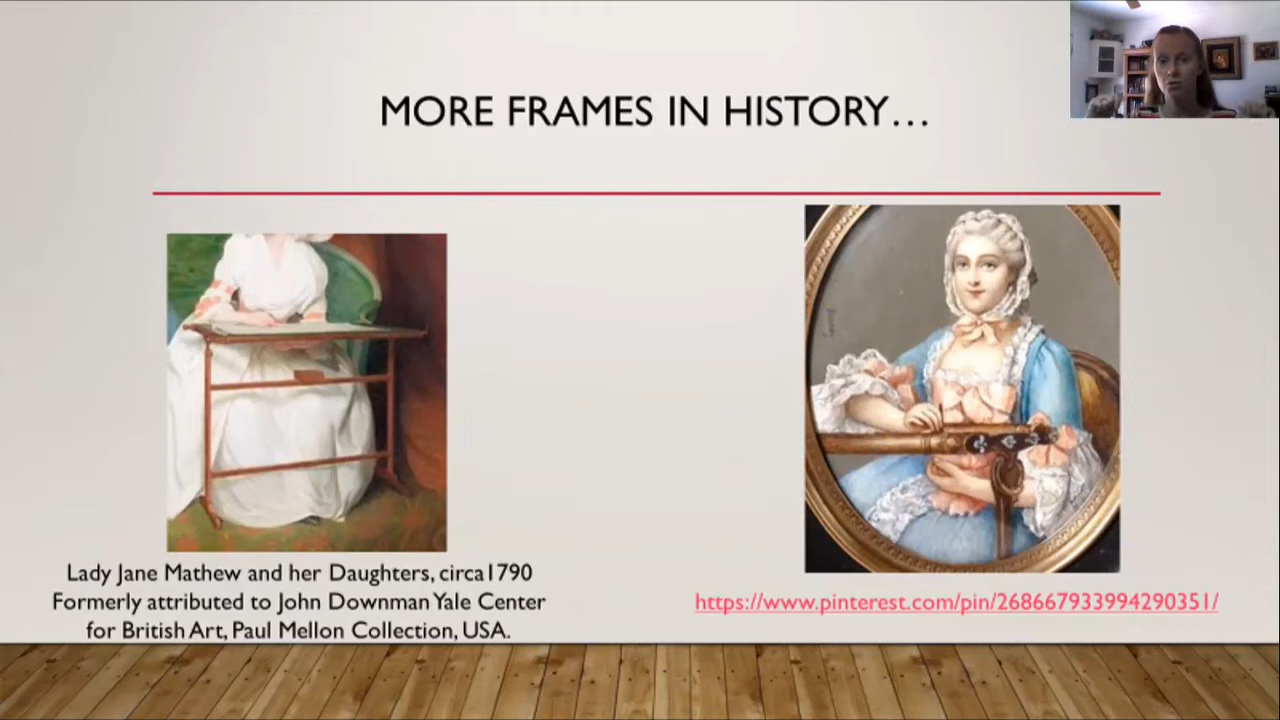 MORE FRAMES IN HISTORY…
Lady Jane Mathew and her Daughters, circa1790
Formerly attributed to John Downman Yale Center
for British Art, Paul Mellon Collection, USA.
https://www.pinterest.com/pin/268667933994290351/